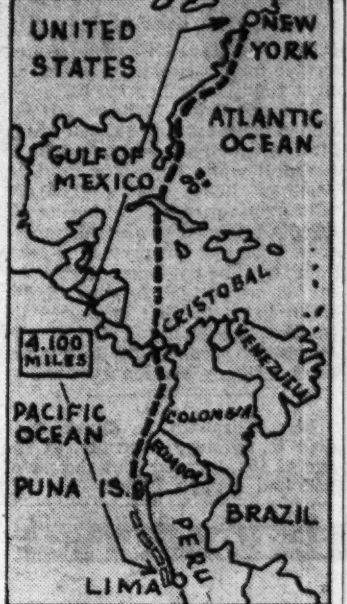 UNITED
STATES
NEW
YORK
ATLANTIC
OCEAN
GULF OF
MEXICO
CRISTOBAL
4,100
MILES
VENEZUELA
PACIFIC
OCEAN
COLOMBIA
ECUADOR
PUNA IS.
BRAZIL
PERU
LIMA